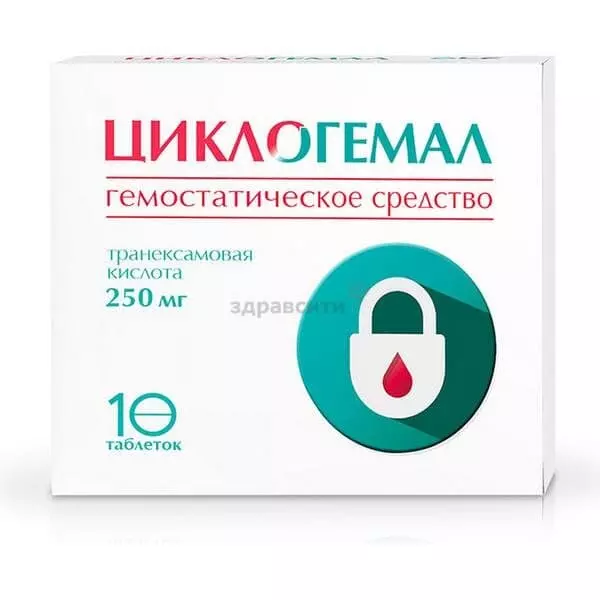 ЦИКЛОГЕМАЛ
гемостатическое средство
транексамовая
кислота
250 мг
здравсити
10
таблеток